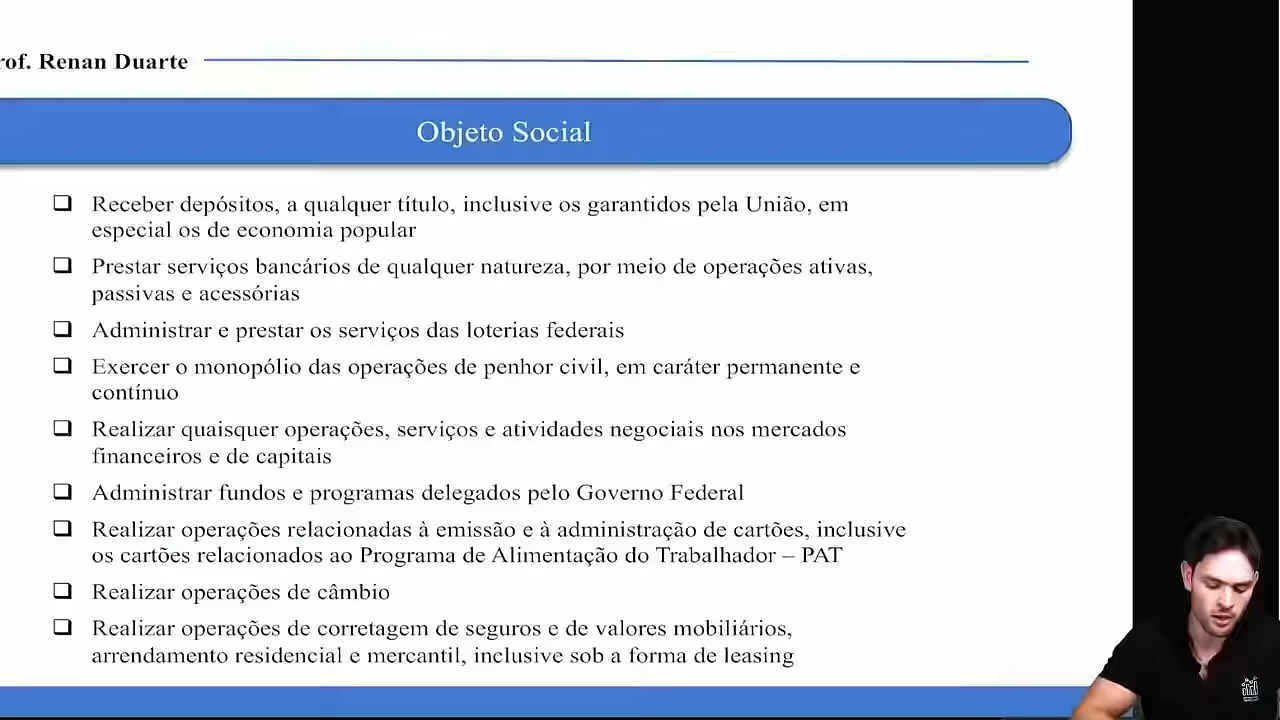 rof. Renan Duarte
Objeto Social
❑ Receber depósitos, a qualquer título, inclusive os garantidos pela União, em
especial os de economia popular
❑ Prestar serviços bancários de qualquer natureza, por meio de operações ativas,
passivas e acessórias
❑ Administrar e prestar os serviços das loterias federais
❑ Exercer o monopólio das operações de penhor civil, em caráter permanente e
contínuo
❑ Realizar quaisquer operações, serviços e atividades negociais nos mercados
financeiros e de capitais
❑ Administrar fundos e programas delegados pelo Governo Federal
❑ Realizar operações relacionadas à emissão e à administração de cartões, inclusive
os cartões relacionados ao Programa de Alimentação do Trabalhador – PAT
❑ Realizar operações de câmbio
❑ Realizar operações de corretagem de seguros e de valores mobiliários,
arrendamento residencial e mercantil, inclusive sob a forma de leasing